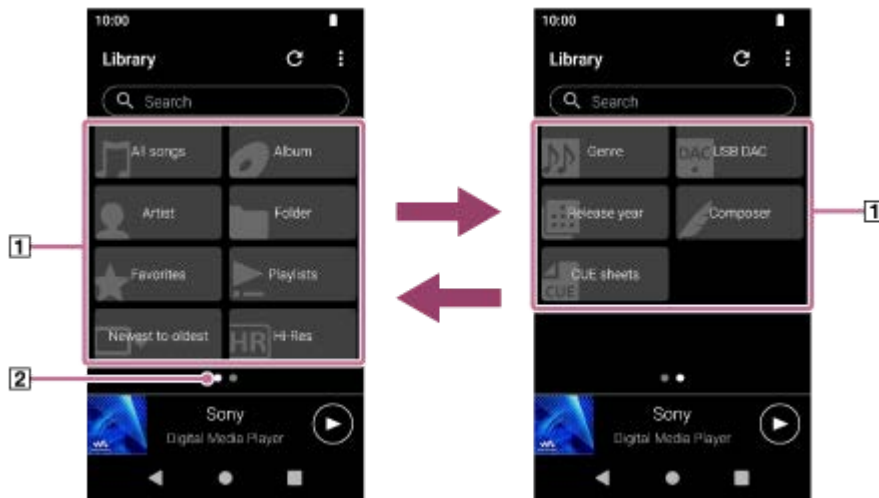 10:00
Library
Search
All songs
Album
Artist
Folder
Favorites
Playlists
Newest to oldest
HR
Hi-Res
Sony
Digital Media Player
1
2
10:00
Library
Search
Genre
DAC
USB DAC
Release year
Composer
CUE
CUE sheets
Sony
Digital Media Player
1